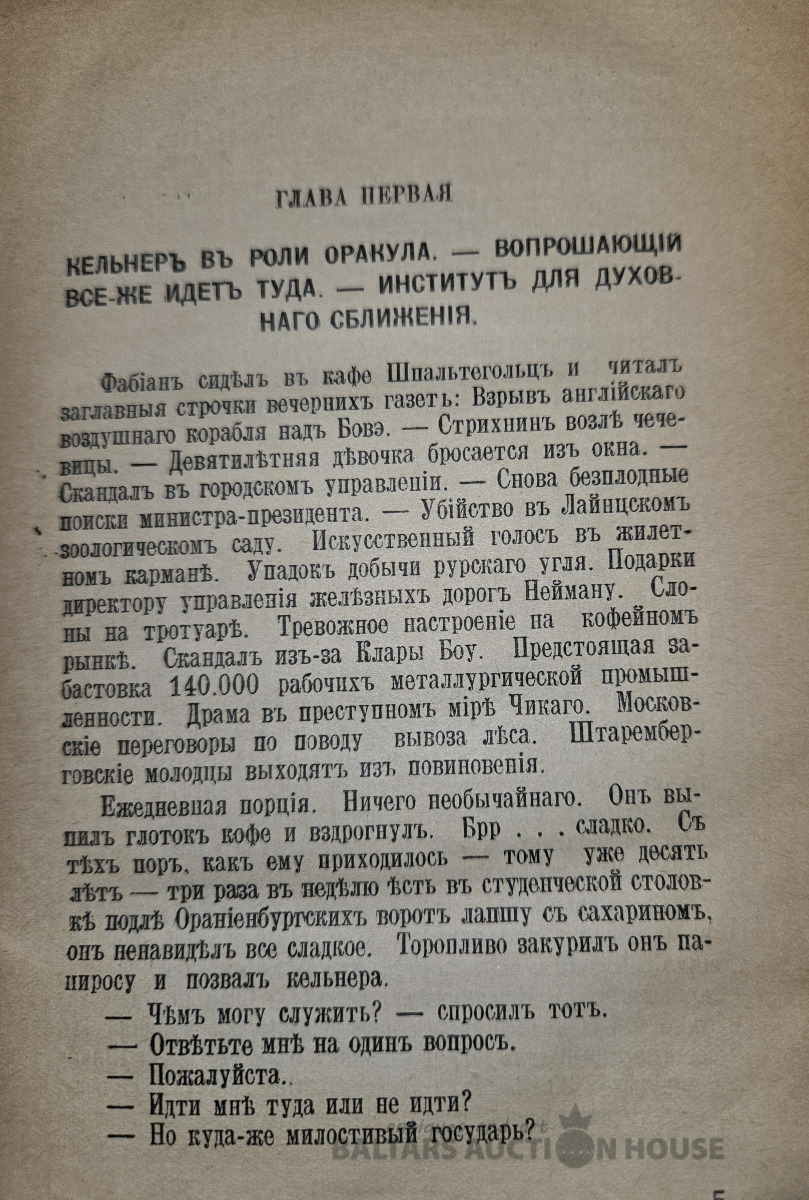 ГЛАВА ПЕРВАЯ
КЕЛЬНЕРЪ ВЪ РОЛИ ОРАКУЛА. — ВОПРОШАЮЩІЙ
ВСЕ-ЖЕ ИДЕТЪ ТУДА. — ИНСТИТУТЪ ДЛЯ ДУХОВ-
НАГО СБЛИЖЕНІЯ.
Фабіанъ сидѣлъ въ кафе Шпальтегольцъ и читалъ
заглавныя строчки вечернихъ газетъ: Взрывъ англійскаго
воздушнаго корабля надъ Бовэ. — Стрихнинъ возлѣ чече-
вицы. — Девятилѣтняя дѣвочка бросается изъ окна. —
Скандалъ въ городскомъ управленіи. — Снова безплодные
поиски министра-президента. — Убійство въ Лайнцскомъ
зоологическомъ саду. Искусственный голосъ въ жилет-
номъ карманѣ. Упадокъ добычи рурскаго угля. Подарки
директору управленія желѣзныхъ дорогъ Нейману. Сло-
ны на тротуарѣ. Тревожное настроеніе на кофейномъ
рынкѣ. Скандалъ изъ-за Клары Боу. Предстоящая за-
бастовка 140.000 рабочихъ металлургической промыш-
ленности. Драма въ преступномъ мірѣ Чикаго. Москов-
скіе переговоры по поводу вывоза лѣса. Штарембер-
говскіе молодцы выходятъ изъ повиновенія.
Ежедневная порція. Ничего необычайнаго. Онъ вы-
пилъ глотокъ кофе и вздрогнулъ. Брр . . . сладко. Съ
тѣхъ поръ, какъ ему приходилось — тому уже десять
лѣтъ — три раза въ недѣлю ѣсть въ студенческой столов-
кѣ подлѣ Ораніенбургскихъ воротъ лапшу съ сахариномъ,
онъ ненавидѣлъ все сладкое. Торопливо закурилъ онъ па-
пиросу и позвалъ кельнера.
— Чѣмъ могу служить? — спросилъ тотъ.
— Отвѣтьте мнѣ на одинъ вопросъ.
— Пожалуйста..
— Идти мнѣ туда или не идти?
— Но куда-же милостивый государь?
BALTARS AUCTION HOUSE
5